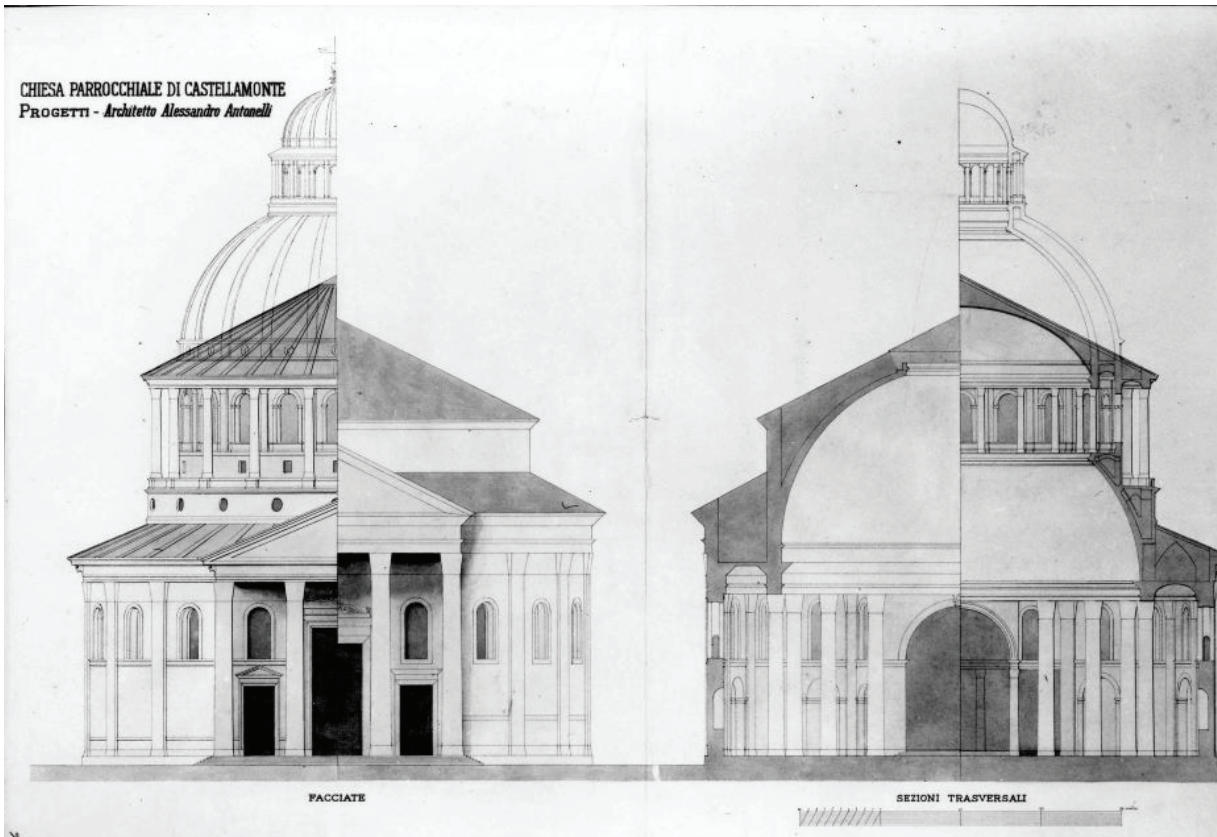 CHIESA PARROCCHIALE DI CASTELLAMONTE
PROGETTI - Architetto Alessandro Antonelli
FACCIATE
SEZIONI TRASVERSALI